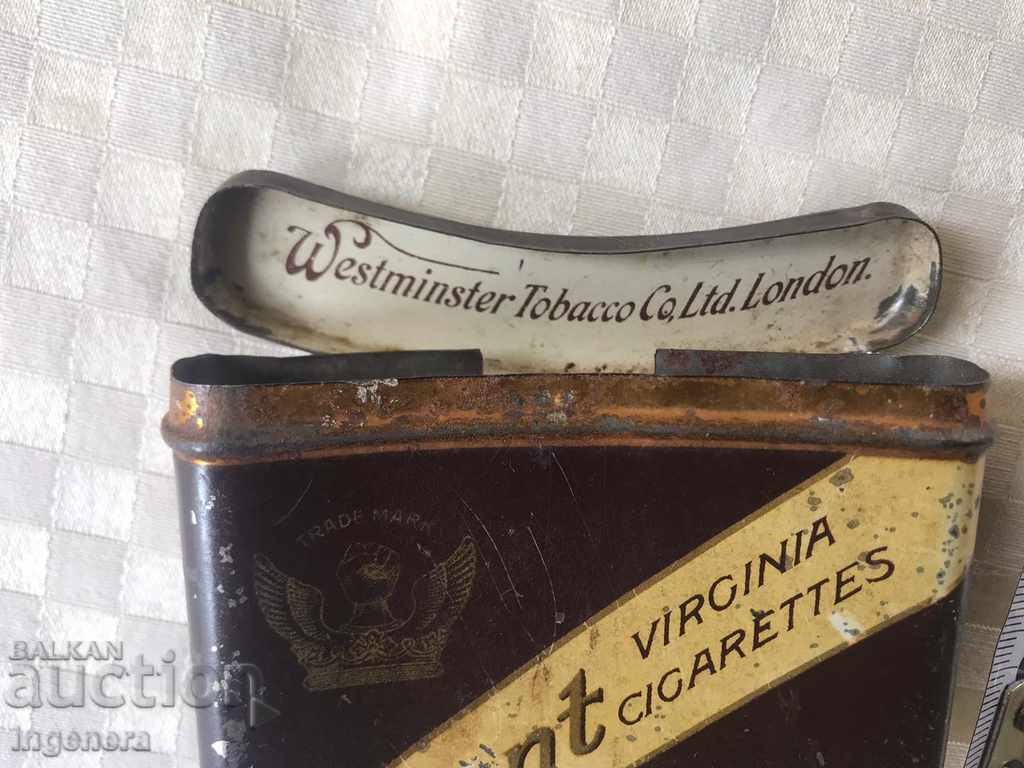 Westminster Tobacco Co, Ltd. London.
TRADE MARK
VIRGINIA
CIGARETTES
BALKAN
auction
Ingenera